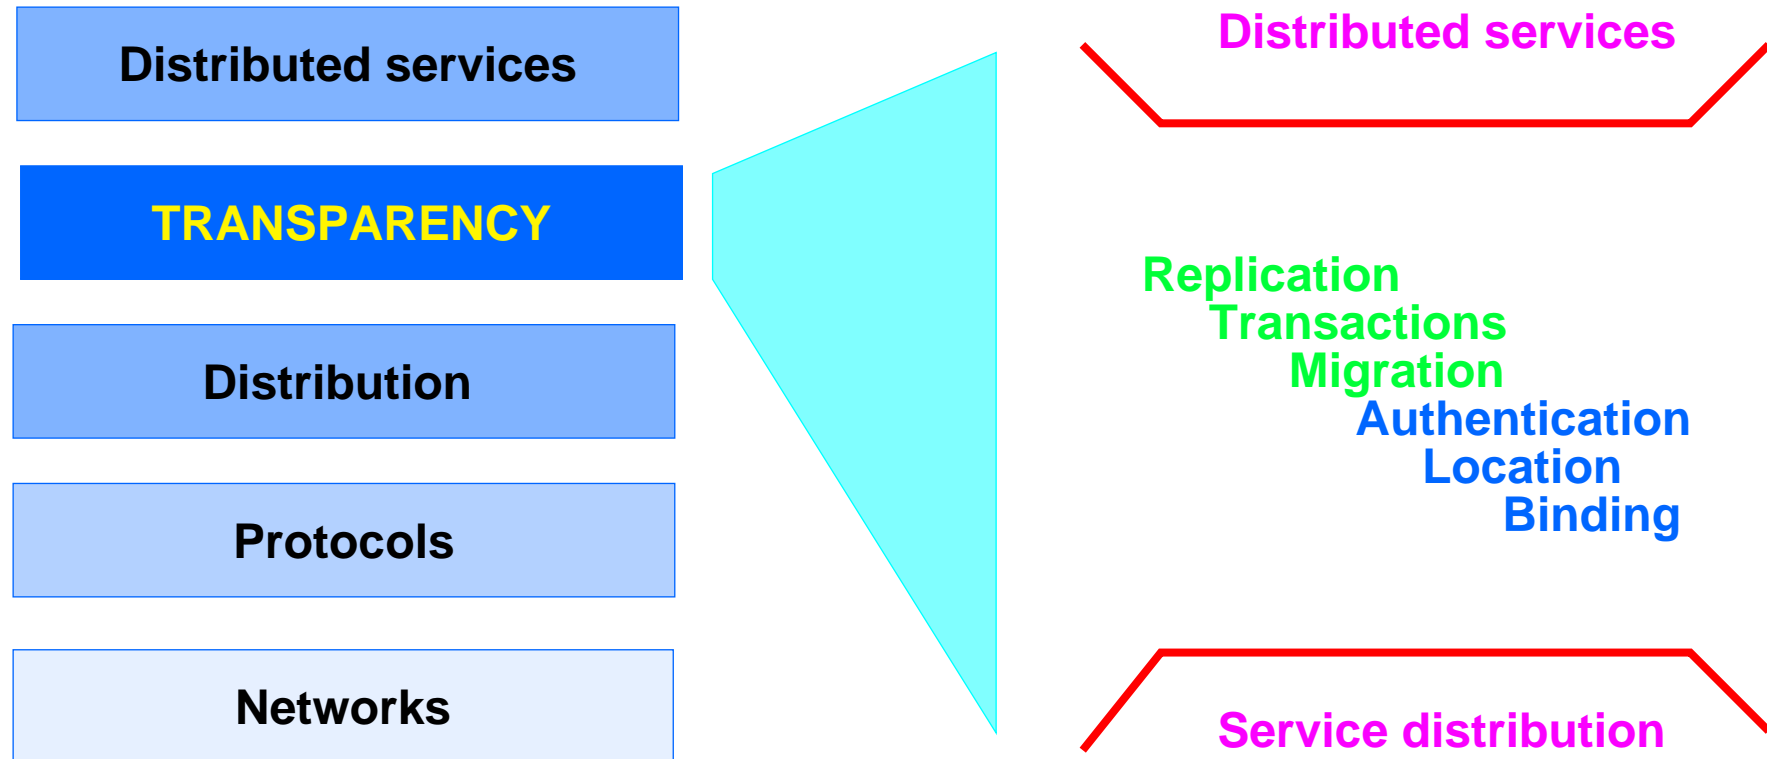 Distributed services
TRANSPARENCY
Distribution
Protocols
Networks
Distributed services
Replication
Transactions
Migration
Authentication
Location
Binding
Service distribution